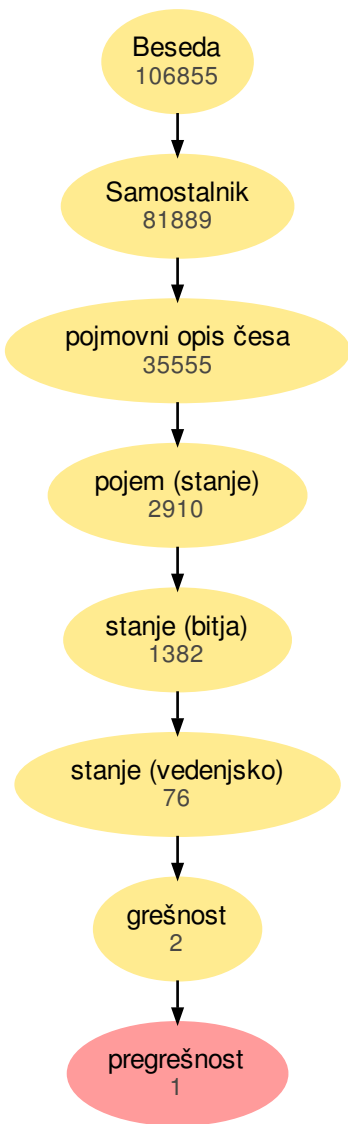 Beseda
106855
Samostalnik
81889
pojmovni opis česa
35555
pojem (stanje)
2910
stanje (bitja)
1382
stanje (vedenjsko)
76
grešnost
2
pregrešnost
1